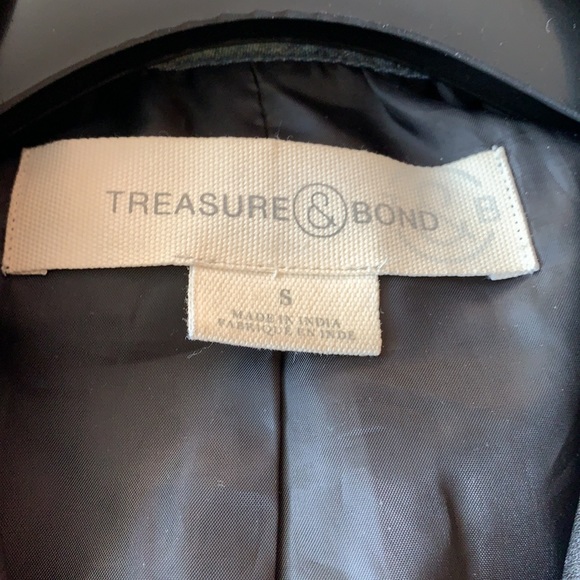 TREASURE & BOND
& B
S
MADE IN INDIA
FABRIQUÉ EN INDE